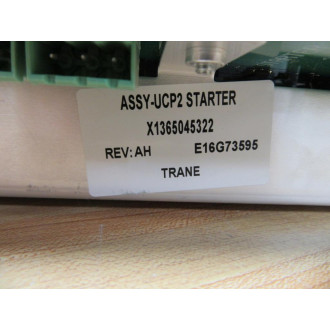 ASSY-UCP2 STARTER
X1365045322
REV: AH E16G73595
TRANE